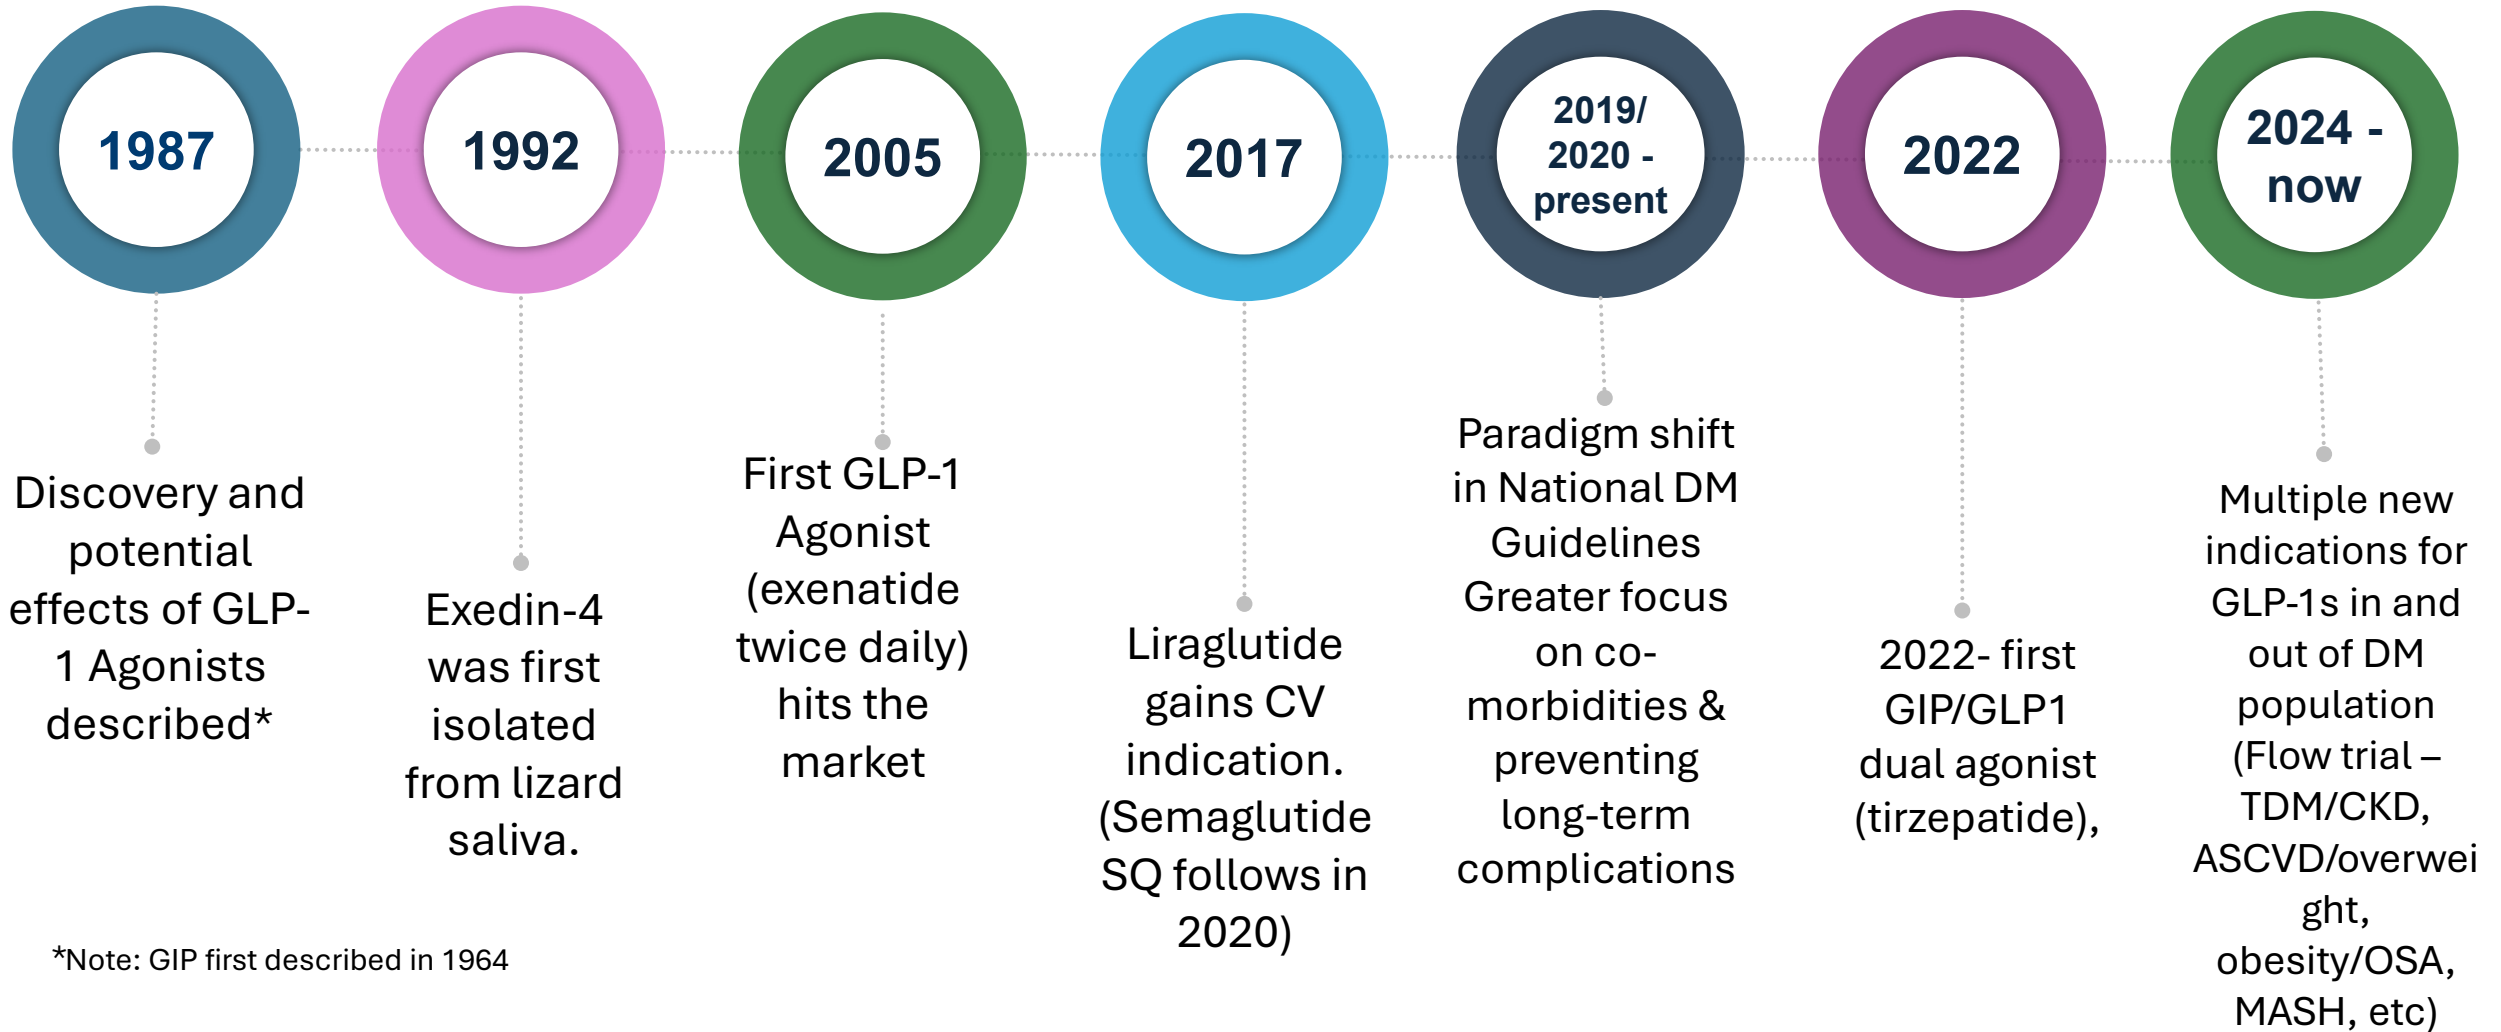 1987
1992
2005
2017
2019/
2020 -
present
2022
2024 -
now
Discovery and
potential
effects of GLP-
1 Agonists
described*
Exedin-4
was first
isolated
from lizard
saliva.
First GLP-1
Agonist
(exenatide
twice daily)
hits the
market
Liraglutide
gains CV
indication.
(Semaglutide
SQ follows in
2020)
Paradigm shift
in National DM
Guidelines
Greater focus
on co-
morbidities &
preventing
long-term
complications
2022- first
GIP/GLP1
dual agonist
(tirzepatide),
Multiple new
indications for
GLP-1s in and
out of DM
population
(Flow trial –
TDM/CKD,
ASCVD/overwei
ght,
obesity/OSA,
MASH, etc)
*Note: GIP first described in 1964